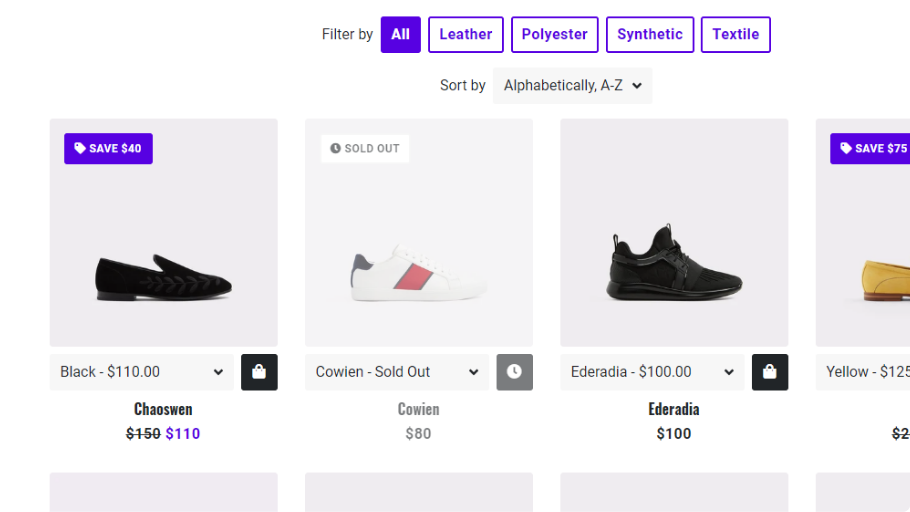 Filter by All Leather Polyester Synthetic Textile
Sort by Alphabetically, A-Z
SAVE $40
SOLD OUT
SAVE $75
Black - $110.00
Cowien - Sold Out
Ederadia - $100.00
Yellow - $125
Chaoswen
Cowien
Ederadia
$150 $110
$80
$100